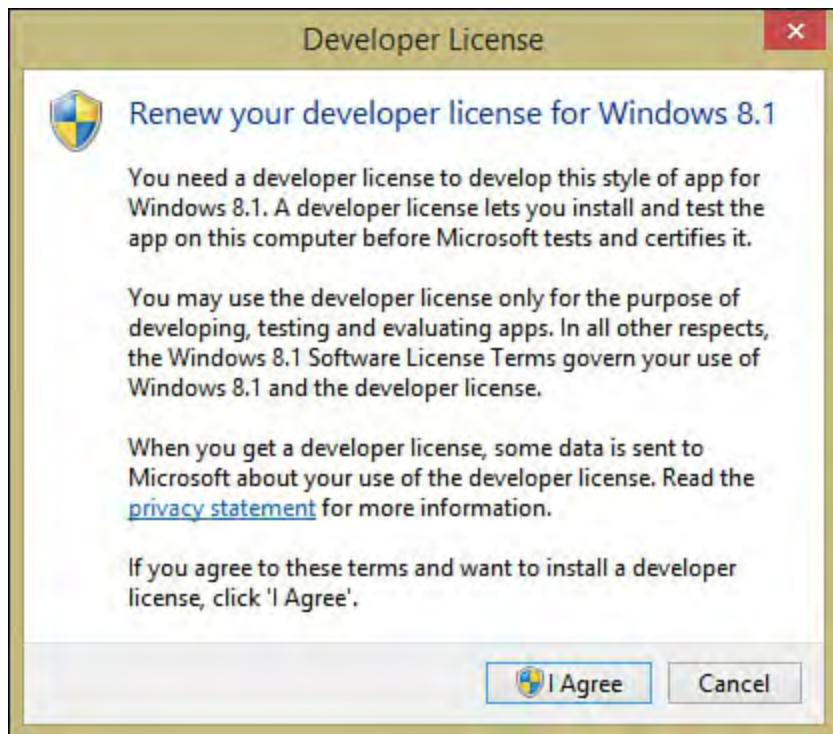 Developer License
Renew your developer license for Windows 8.1
You need a developer license to develop this style of app for
Windows 8.1. A developer license lets you install and test the
app on this computer before Microsoft tests and certifies it.
You may use the developer license only for the purpose of
developing, testing and evaluating apps. In all other respects,
the Windows 8.1 Software License Terms govern your use of
Windows 8.1 and the developer license.
When you get a developer license, some data is sent to
Microsoft about your use of the developer license. Read the
privacy statement for more information.
If you agree to these terms and want to install a developer
license, click 'I Agree'.
I Agree
Cancel